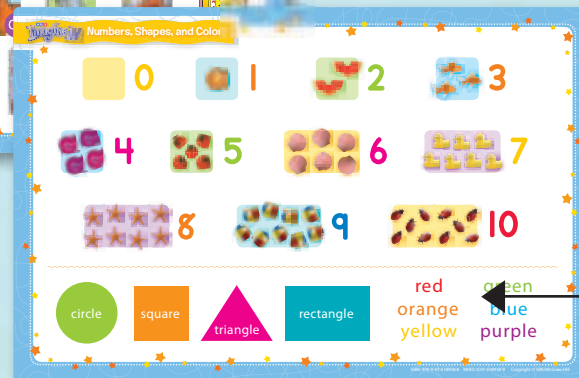 Numbers, Shapes, and Color
0 1 2 3
4 5 6 7
8 9 10
circle square triangle rectangle
red green
orange blue
yellow purple